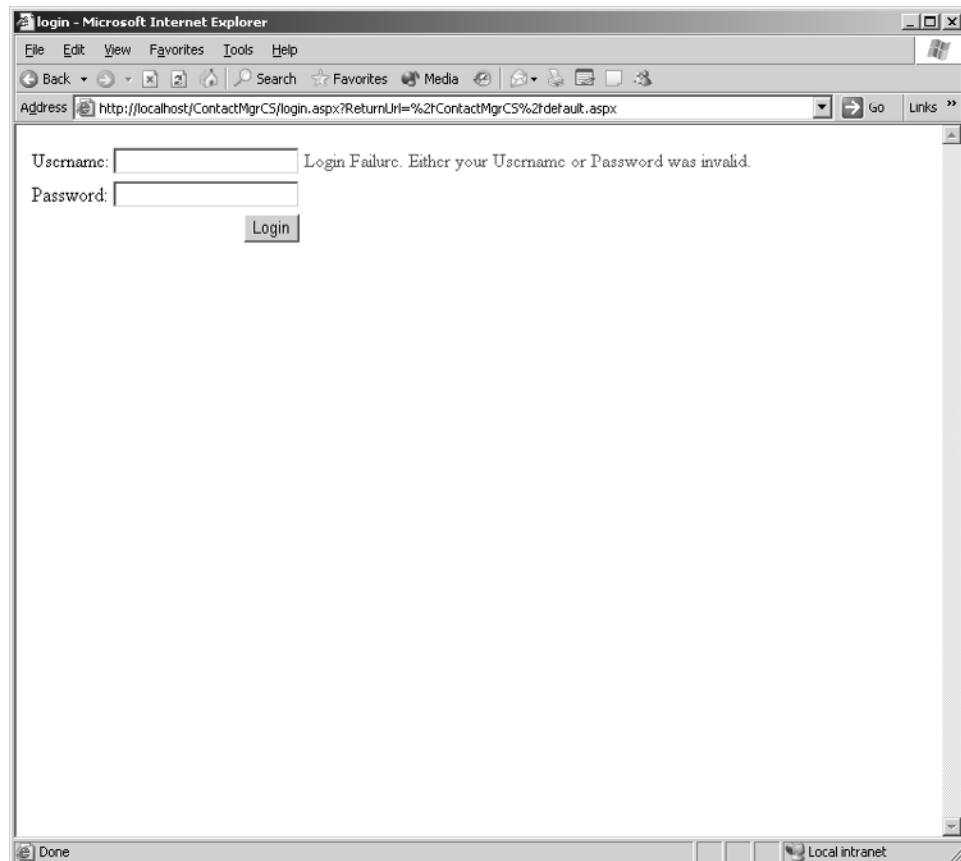 login - Microsoft Internet Explorer
File Edit View Favorites Tools Help
Back Search Favorites Media
Address http://localhost/ContactMgrCS/login.aspx?ReturnUrl=%2fContactMgrCS%2fdefault.aspx Go Links »
Username: Login Failure. Either your Username or Password was invalid.
Password:
Login
Done Local intranet